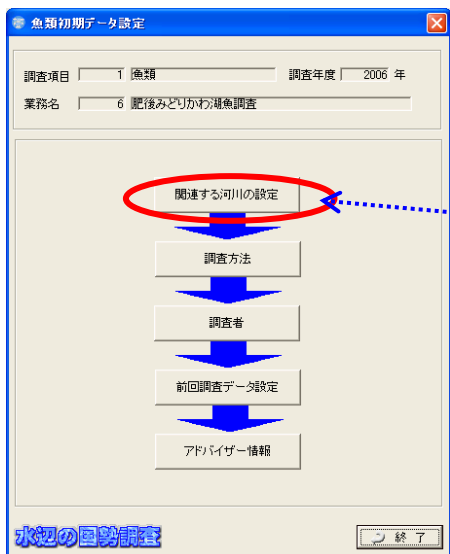 魚類初期データ設定
調査項目 1 魚類 調査年度 2006 年
業務名 6 肥後みどりかわ湖魚調査
関連する河川の設定
調査方法
調査者
前回調査データ設定
アドバイザー情報
水辺の国勢調査 終 了